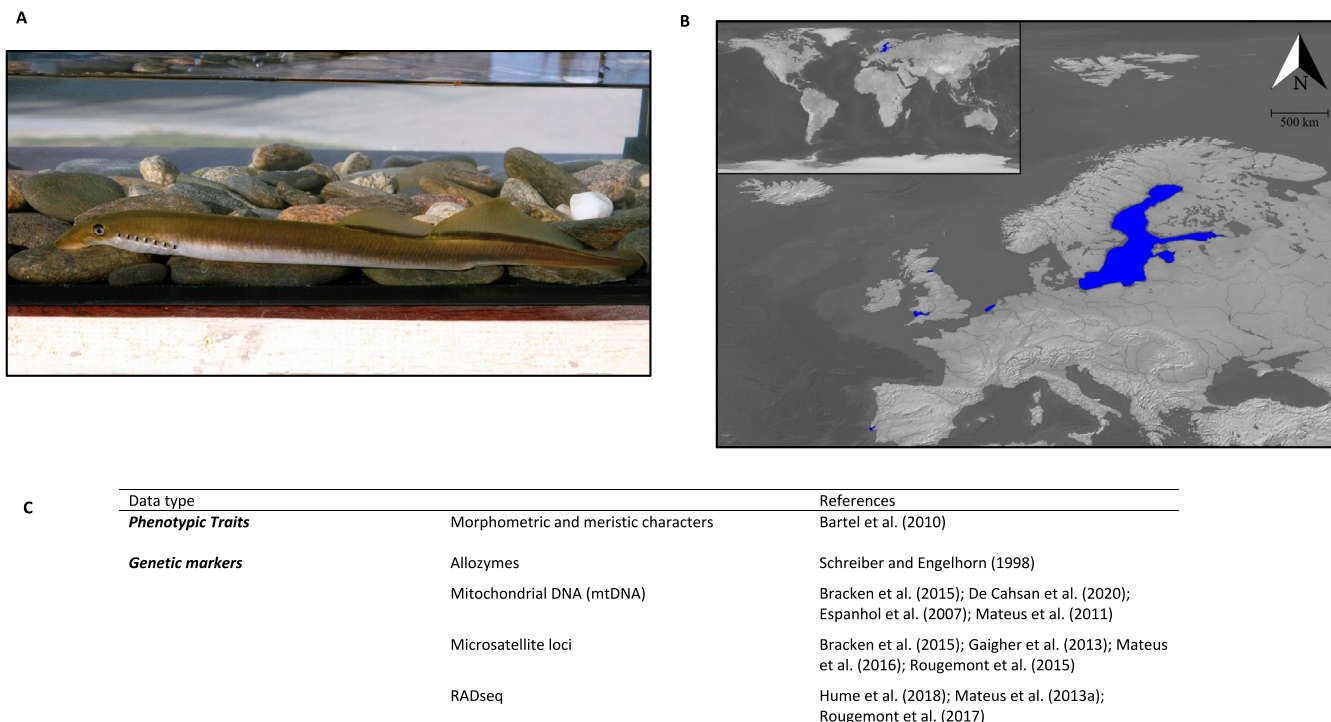 A
B
N
500 km
C
Data type References
Phenotypic Traits Morphometric and meristic characters Bartel et al. (2010)
Genetic markers Allozymes Schreiber and Engelhorn (1998)
Mitochondrial DNA (mtDNA) Bracken et al. (2015); De Cahsan et al. (2020);
Espanhol et al. (2007); Mateus et al. (2011)
Microsatellite loci Bracken et al. (2015); Gaigher et al. (2013); Mateus
et al. (2016); Rougemont et al. (2015)
RADseq Hume et al. (2018); Mateus et al. (2013a);
Rougemont et al. (2017)